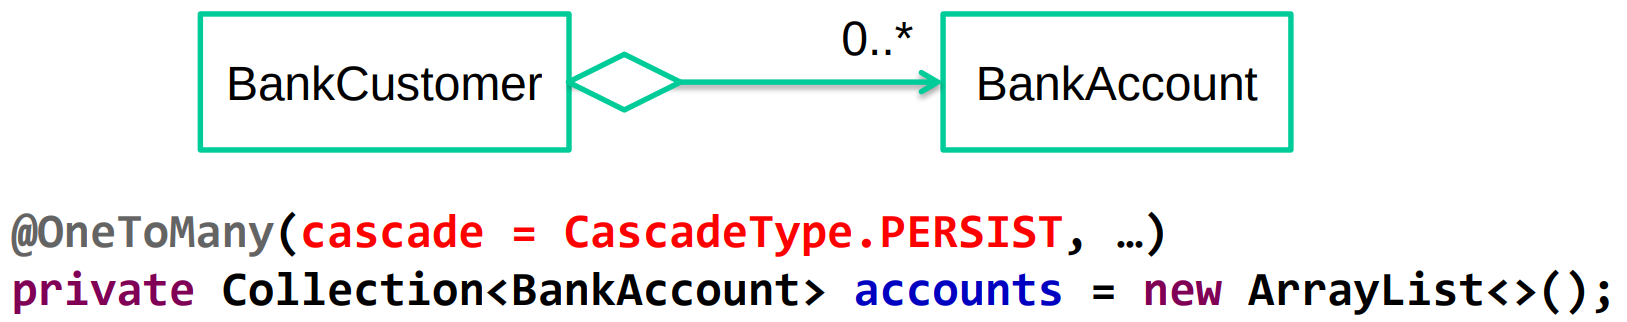 BankCustomer
0..*
BankAccount
@OneToMany(cascade = CascadeType.PERSIST, …)
private Collection<BankAccount> accounts = new ArrayList<>();